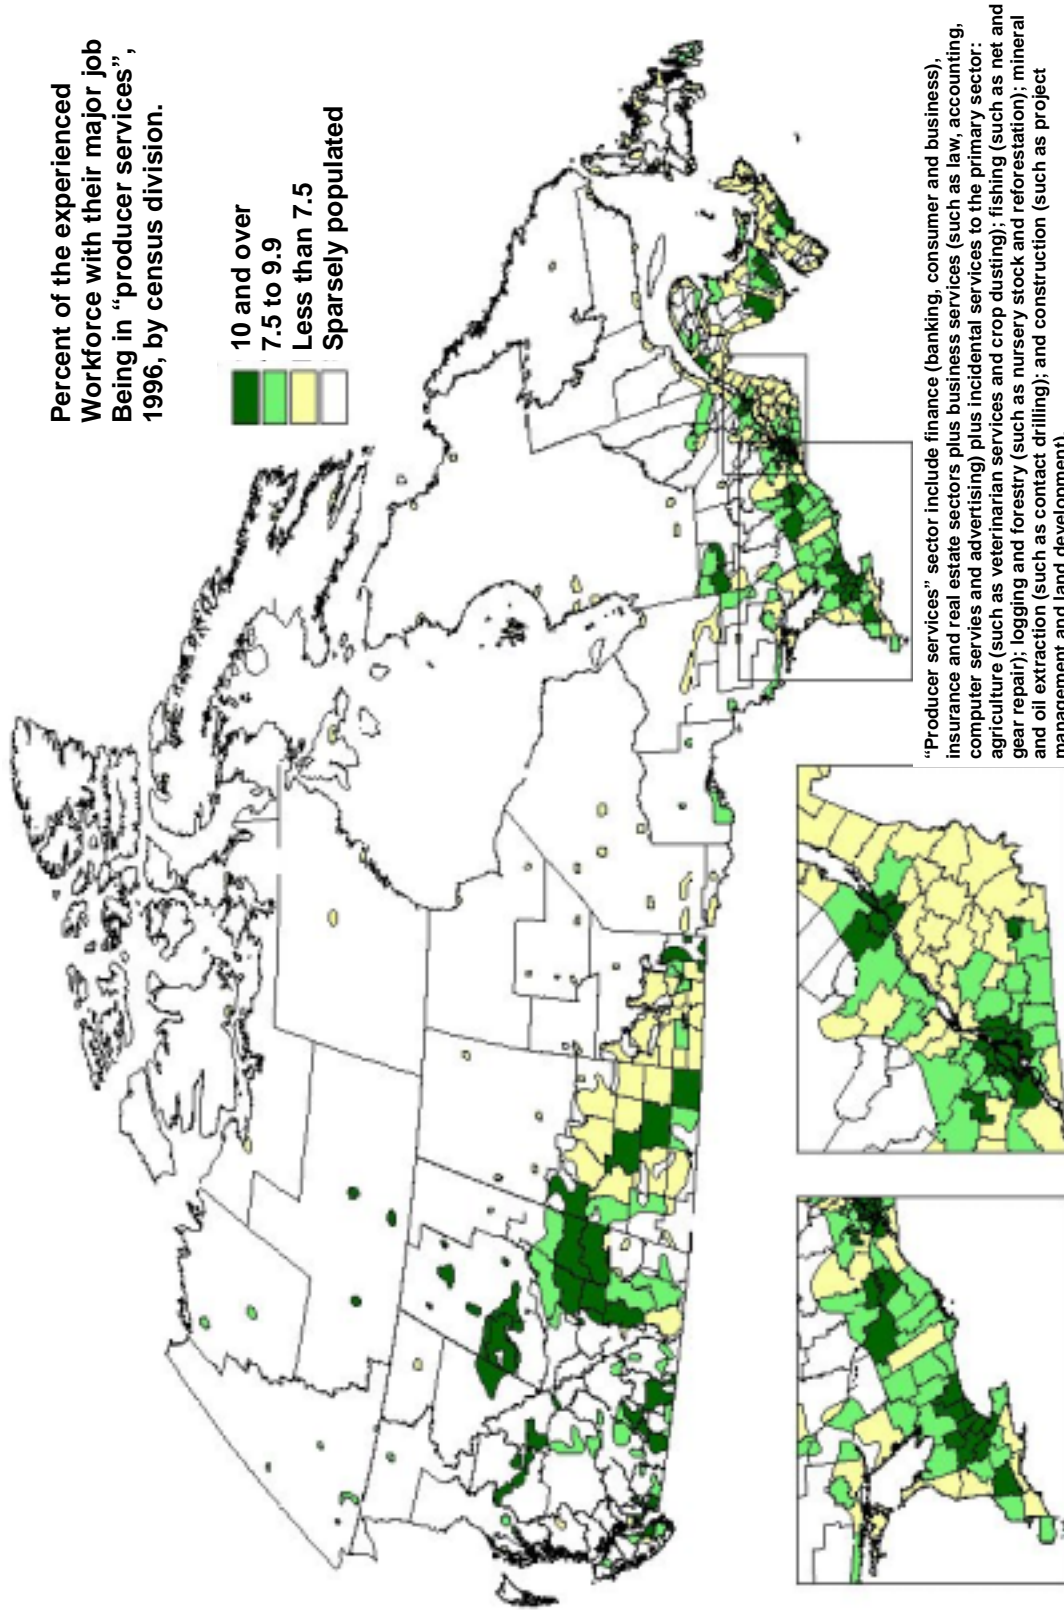 Percent of the experienced
Workforce with their major job
Being in “producer services”,
1996, by census division.
10 and over
7.5 to 9.9
Less than 7.5
Sparsely populated
“Producer services” sector include finance (banking, consumer and business),
insurance and real estate sectors plus business services (such as law, accounting,
computer servies and advertising) plus incidental services to the primary sector:
agriculture (such as veterinarian services and crop dusting); fishing (such as net and
gear repair); logging and forestry (such as nursery stock and reforestation); mineral
and oil extraction (such as contact drilling); and construction (such as project
management and land development)